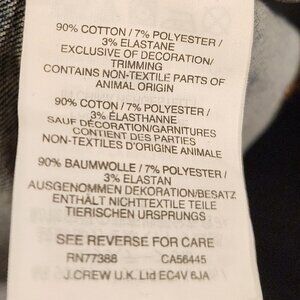 90% COTTON / 7% POLYESTER /
3% ELASTANE
EXCLUSIVE OF DECORATION/
TRIMMING
CONTAINS NON-TEXTILE PARTS OF
ANIMAL ORIGIN
90% COTON / 7% POLYESTER /
3% ÉLASTHANNE
SAUF DÉCORATION/GARNITURES
CONTIENT DES PARTIES
NON-TEXTILES D'ORIGINE ANIMALE
90% BAUMWOLLE / 7% POLYESTER /
3% ELASTAN
AUSGENOMMEN DEKORATION/BESATZ
ENTHÄLT NICHTTEXTILE TEILE
TIERISCHEN URSPRUNGS
SEE REVERSE FOR CARE
RN77388 CA56445
J.CREW U.K. Ltd EC4V 6JA